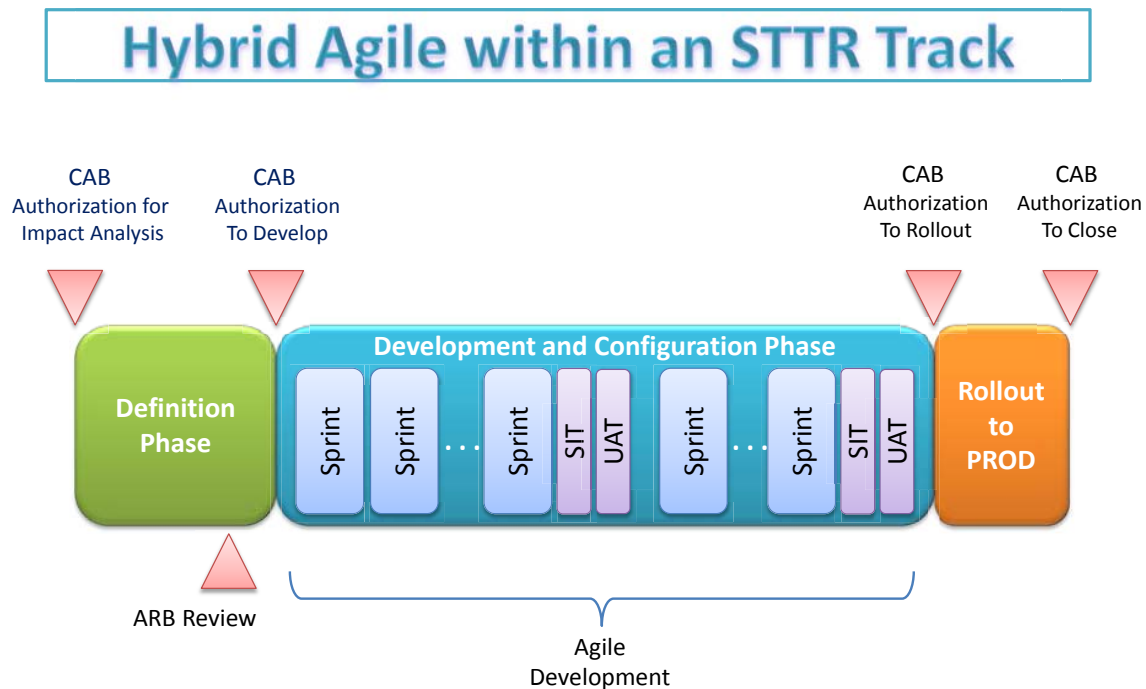 Hybrid Agile within an STTR Track
CAB
Authorization for
Impact Analysis
CAB
Authorization
To Develop
CAB
Authorization
To Rollout
CAB
Authorization
To Close
Definition
Phase
Development and Configuration Phase
Sprint
Sprint
...
Sprint
SIT
UAT
Sprint
...
Sprint
SIT
UAT
Rollout
to
PROD
ARB Review
Agile
Development